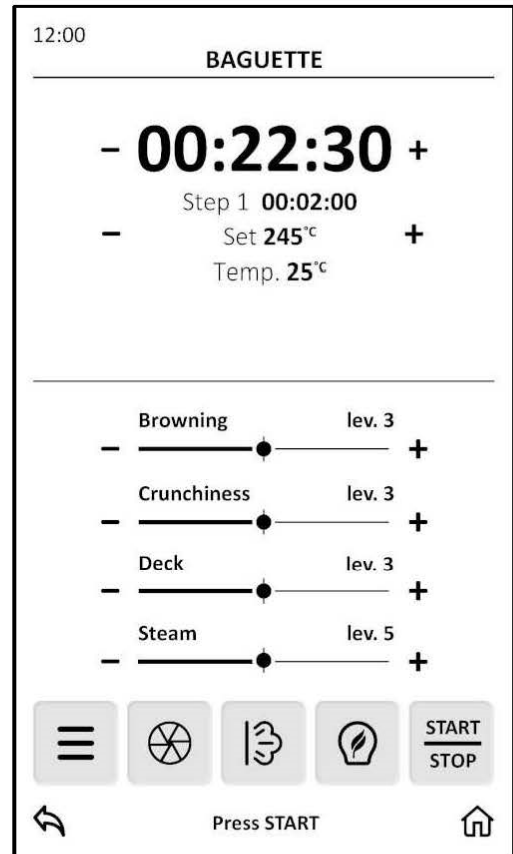 12:00
BAGUETTE
- 00:22:30 +
Step 1 00:02:00
- Set 245°C +
Temp. 25°C
Browning lev. 3
- +
Crunchiness lev. 3
- +
Deck lev. 3
- +
Steam lev. 5
- +
START
STOP
Press START